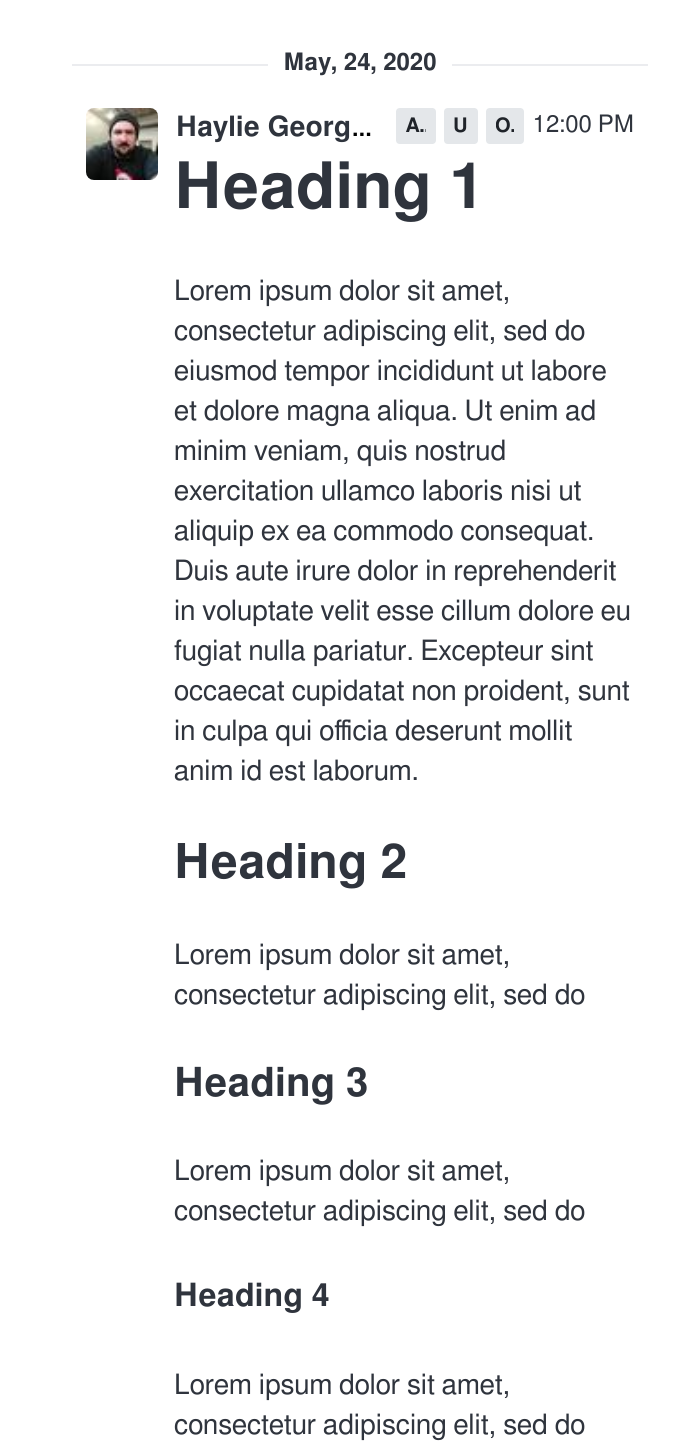 May, 24, 2020
Haylie Georg... A. U O. 12:00 PM
Heading 1
Lorem ipsum dolor sit amet,
consectetur adipiscing elit, sed do
eiusmod tempor incididunt ut labore
et dolore magna aliqua. Ut enim ad
minim veniam, quis nostrud
exercitation ullamco laboris nisi ut
aliquip ex ea commodo consequat.
Duis aute irure dolor in reprehenderit
in voluptate velit esse cillum dolore eu
fugiat nulla pariatur. Excepteur sint
occaecat cupidatat non proident, sunt
in culpa qui officia deserunt mollit
anim id est laborum.
Heading 2
Lorem ipsum dolor sit amet,
consectetur adipiscing elit, sed do
Heading 3
Lorem ipsum dolor sit amet,
consectetur adipiscing elit, sed do
Heading 4
Lorem ipsum dolor sit amet,
consectetur adipiscing elit, sed do